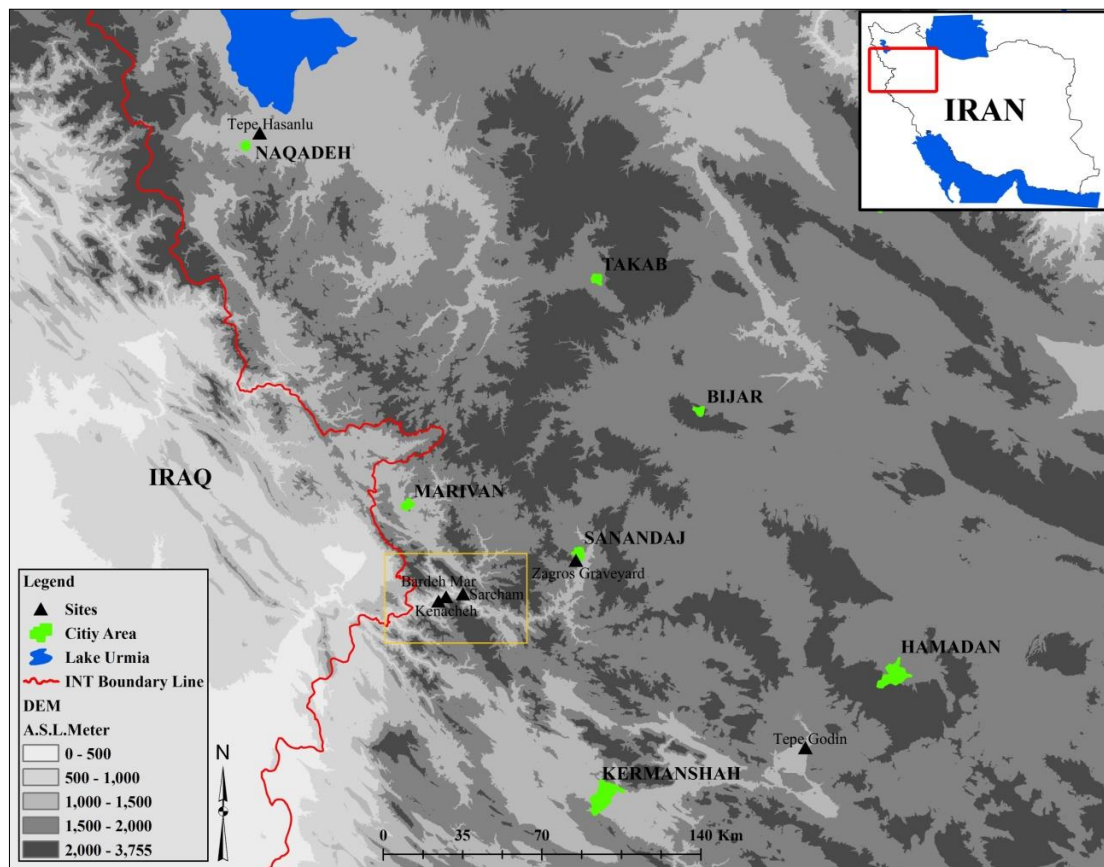 IRAN
Tepe Hasanlu
NAQADEH
TAKAB
BIJAR
IRAQ
MARIVAN
SANANDAJ
Zagros Graveyard
Bardeh Mar
Sarcham
Kenacheh
HAMADAN
Tepe Godin
KERMANSHAH
Legend
Sites
Citiy Area
Lake Urmia
INT Boundary Line
DEM
A.S.L.Meter
0 - 500
500 - 1,000
1,000 - 1,500
1,500 - 2,000
2,000 - 3,755
N
0 35 70 140 Km